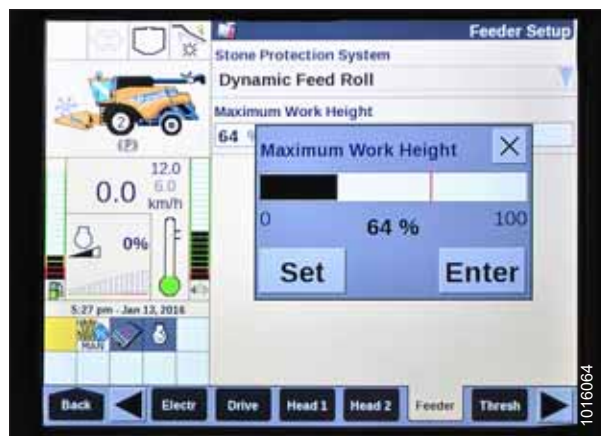 Feeder Setup
Stone Protection System
Dynamic Feed Roll
Maximum Work Height
64 %
Maximum Work Height
0
64 %
100
Set
Enter
2
(P)
12.0
6.0
0.0
km/h
0%
5:27 pm - Jan 13, 2016
MAN
Back
Electr
Drive
Head 1
Head 2
Feeder
Thresh
1016064